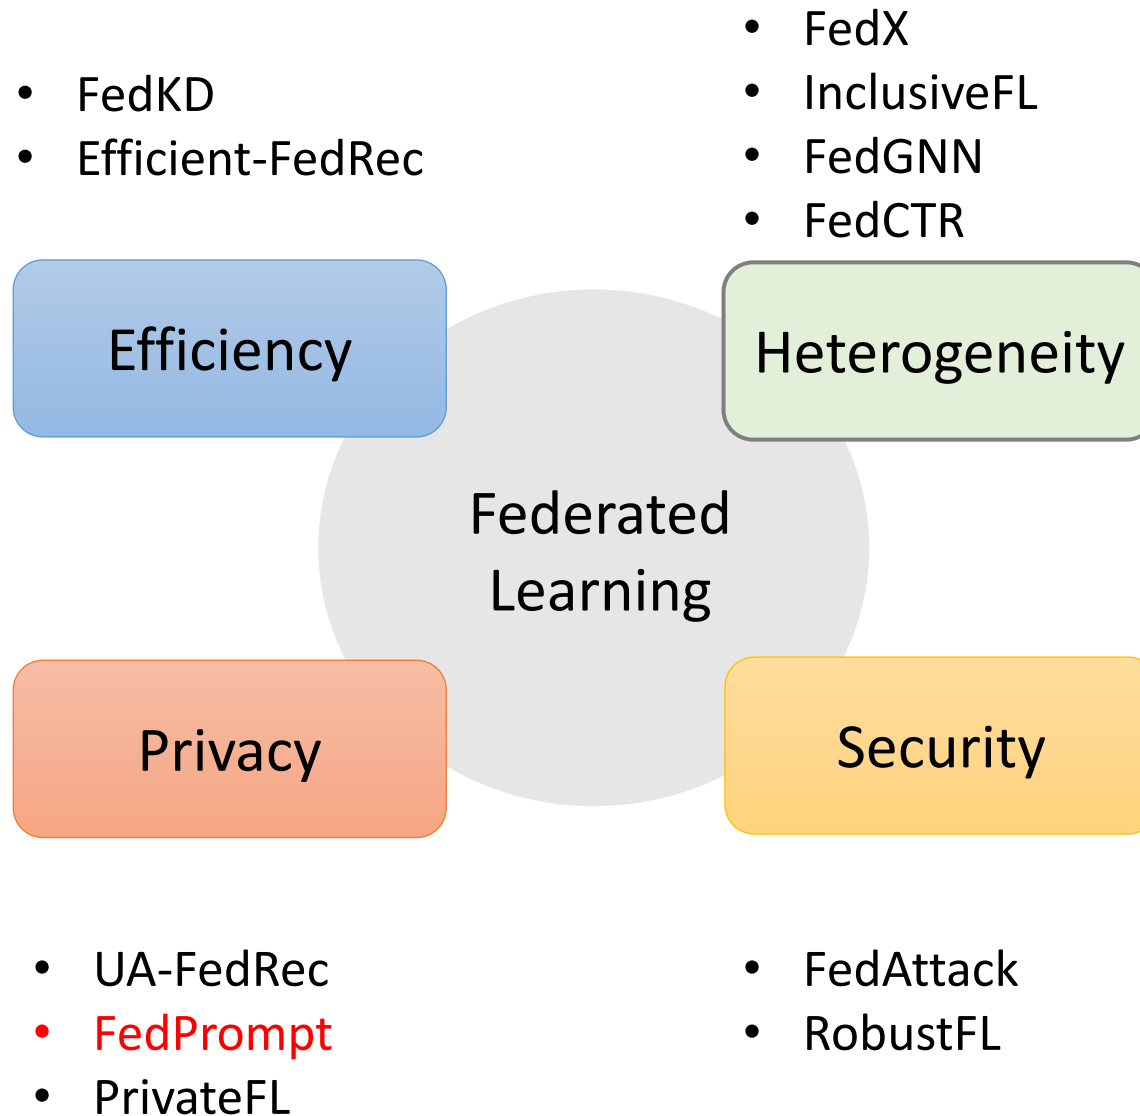 • FedKD
• Efficient-FedRec
• FedX
• InclusiveFL
• FedGNN
• FedCTR
Efficiency
Heterogeneity
Federated
Learning
Privacy
Security
• UA-FedRec
• FedPrompt
• PrivateFL
• FedAttack
• RobustFL